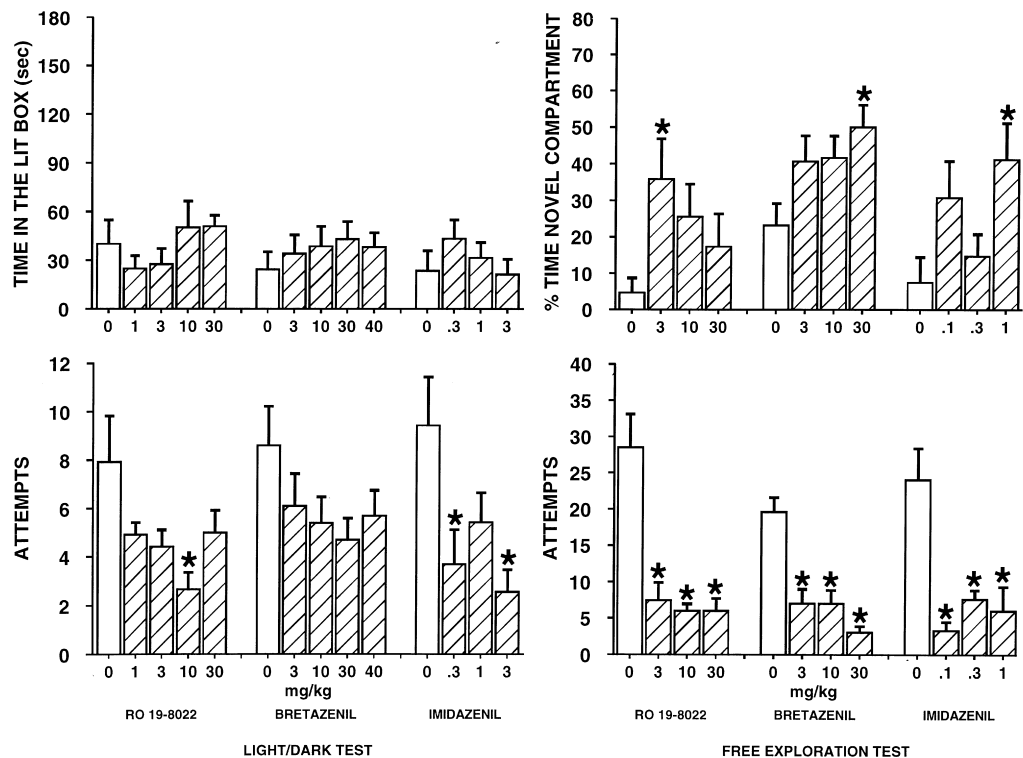 TIME IN THE LIT BOX (sec)
180
150
120
90
60
30
0
0 1 3 10 30 0 3 10 30 40 0 .3 1 3
% TIME NOVEL COMPARTMENT
80
70
60
50
40
30
20
10
0
* * *
0 3 10 30 0 3 10 30 0 .1 .3 1
ATTEMPTS
12
10
8
6
4
2
0
* * *
0 1 3 10 30 0 3 10 30 40 0 .3 1 3
mg/kg
RO 19-8022 BRETAZENIL IMIDAZENIL
LIGHT/DARK TEST
ATTEMPTS
40
35
30
25
20
15
10
5
0
* * * * * * * * *
0 3 10 30 0 3 10 30 0 .1 .3 1
mg/kg
RO 19-8022 BRETAZENIL IMIDAZENIL
FREE EXPLORATION TEST